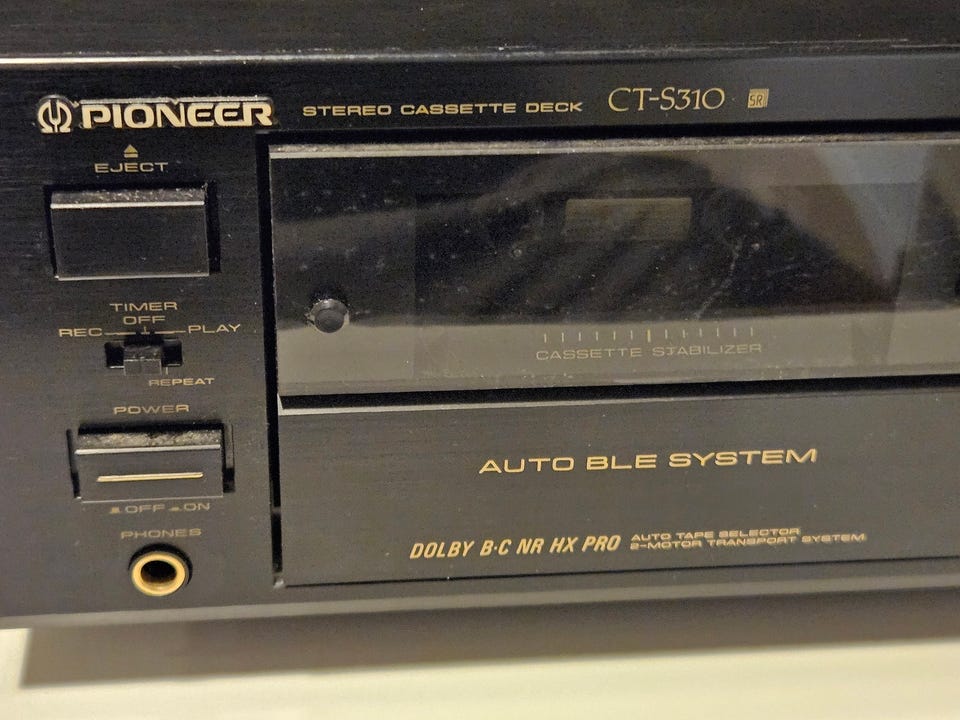 PIONEER STEREO CASSETTE DECK CT-S310 SR
EJECT
TIMER
OFF
REC PLAY
REPEAT
POWER
OFF ON
PHONES
CASSETTE STABILIZER
AUTO BLE SYSTEM
DOLBY B·C NR HX PRO
AUTO TAPE SELECTOR
2-MOTOR TRANSPORT SYSTEM